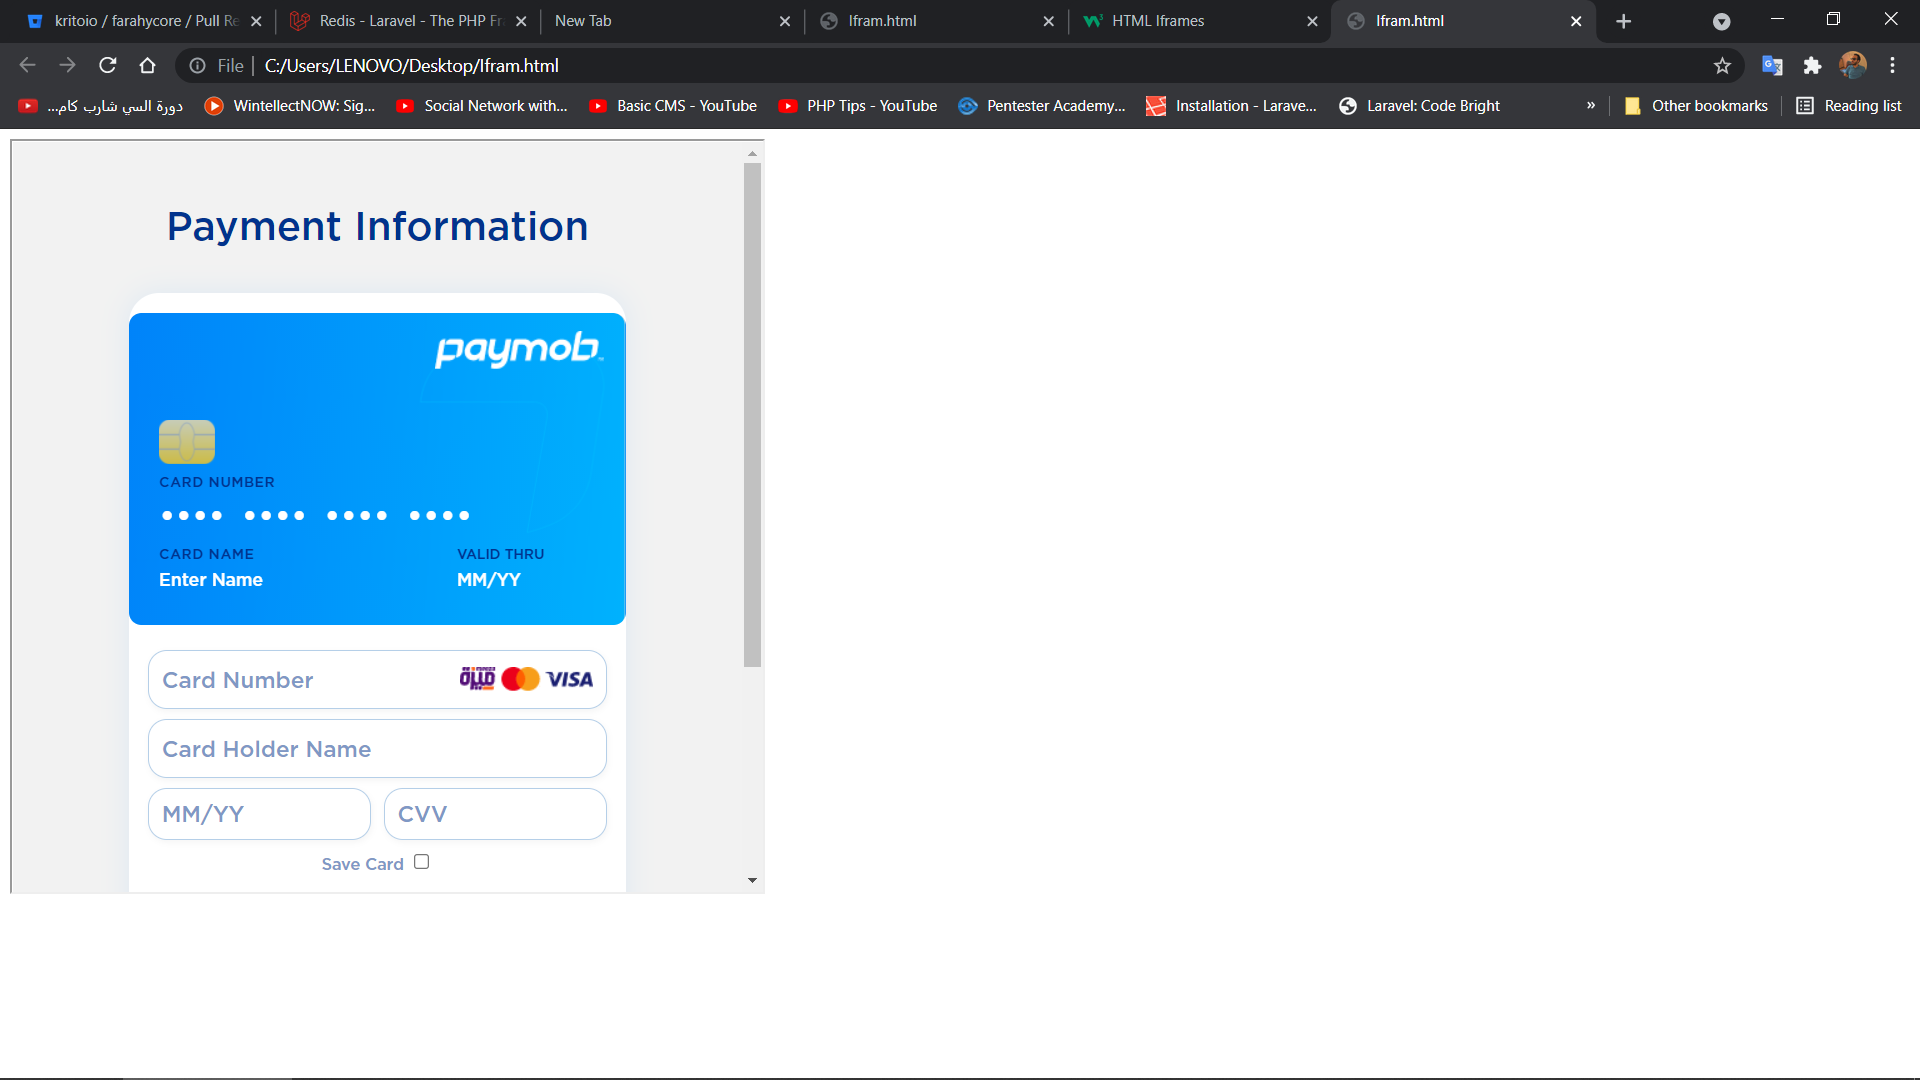 kritoio / farahycore / Pull Re
Redis - Laravel - The PHP Fr
New Tab
Ifram.html
HTML Iframes
Ifram.html
File
C:/Users/LENOVO/Desktop/Ifram.html
دورة السي شارب كام...
WintellectNOW: Sig...
Social Network with...
Basic CMS - YouTube
PHP Tips - YouTube
Pentester Academy...
Installation - Larave...
Laravel: Code Bright
»
Other bookmarks
Reading list
Payment Information
paymob™
CARD NUMBER
•••• •••• •••• ••••
CARD NAME
VALID THRU
Enter Name
MM/YY
Card Number
ميزة
VISA
Card Holder Name
MM/YY
CVV
Save Card